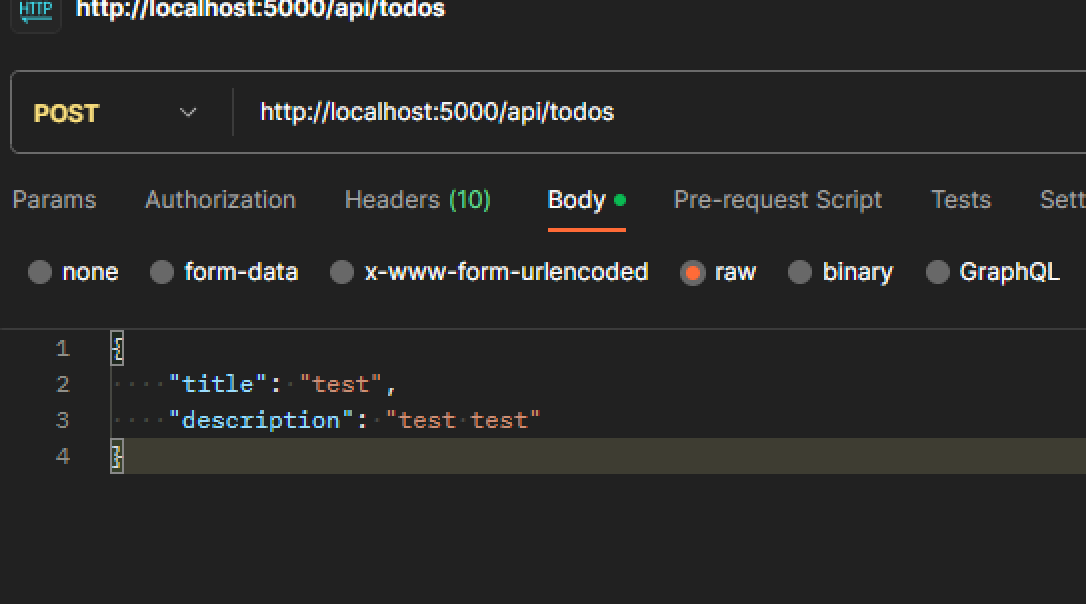 HTTP http://localhost:5000/api/todos
POST http://localhost:5000/api/todos
Params Authorization Headers (10) Body Pre-request Script Tests Sett
none form-data x-www-form-urlencoded raw binary GraphQL
1 {
2 "title": "test",
3 "description": "test test"
4 }